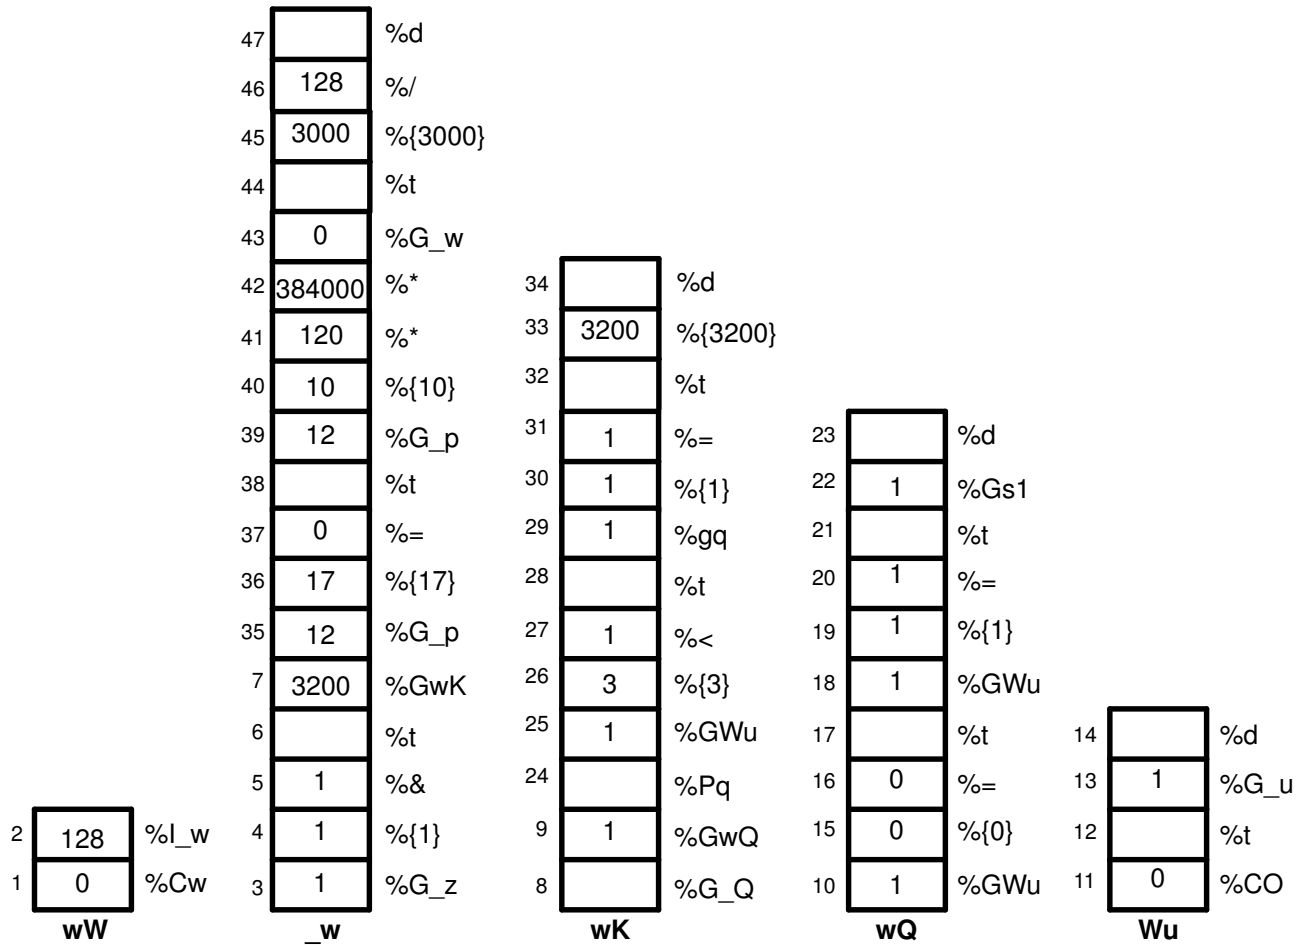 47 %d
46 128 %/
45 3000 %{3000}
44 %t
43 0 %G_w
42 384000 %*
41 120 %*
40 10 %{10}
39 12 %G_p
38 %t
37 0 %=
36 17 %{17}
35 12 %G_p
7 3200 %GwK
6 %t
5 1 %&
4 1 %{1}
3 1 %G_z
_w
2 128 %I_w
1 0 %Cw
wW
34 %d
33 3200 %{3200}
32 %t
31 1 %=
30 1 %{1}
29 1 %gq
28 %t
27 1 %<
26 3 %{3}
25 1 %GWu
24 %Pq
9 1 %GwQ
8 %G_Q
wK
23 %d
22 1 %Gs1
21 %t
20 1 %=
19 1 %{1}
18 1 %GWu
17 %t
16 0 %=
15 0 %{0}
10 1 %GWu
wQ
14 %d
13 1 %G_u
12 %t
11 0 %CO
Wu